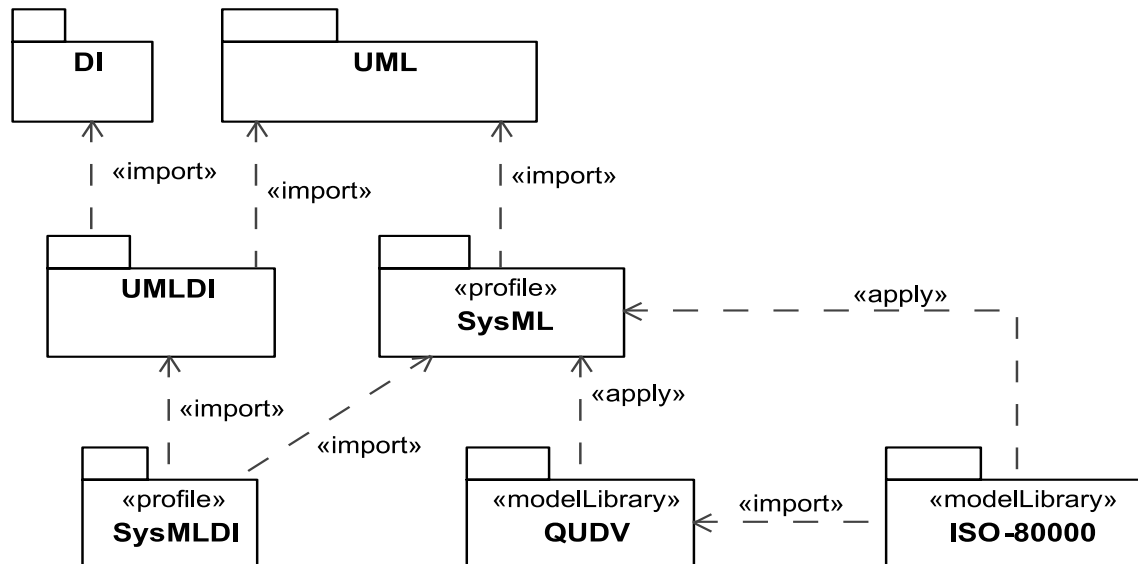 DI
UML
«import»
«import»
«import»
UMLDI
«profile»
SysML
«apply»
«import»
«import»
«apply»
«profile»
SysMLDI
«modelLibrary»
QUDV
«import»
«modelLibrary»
ISO-80000